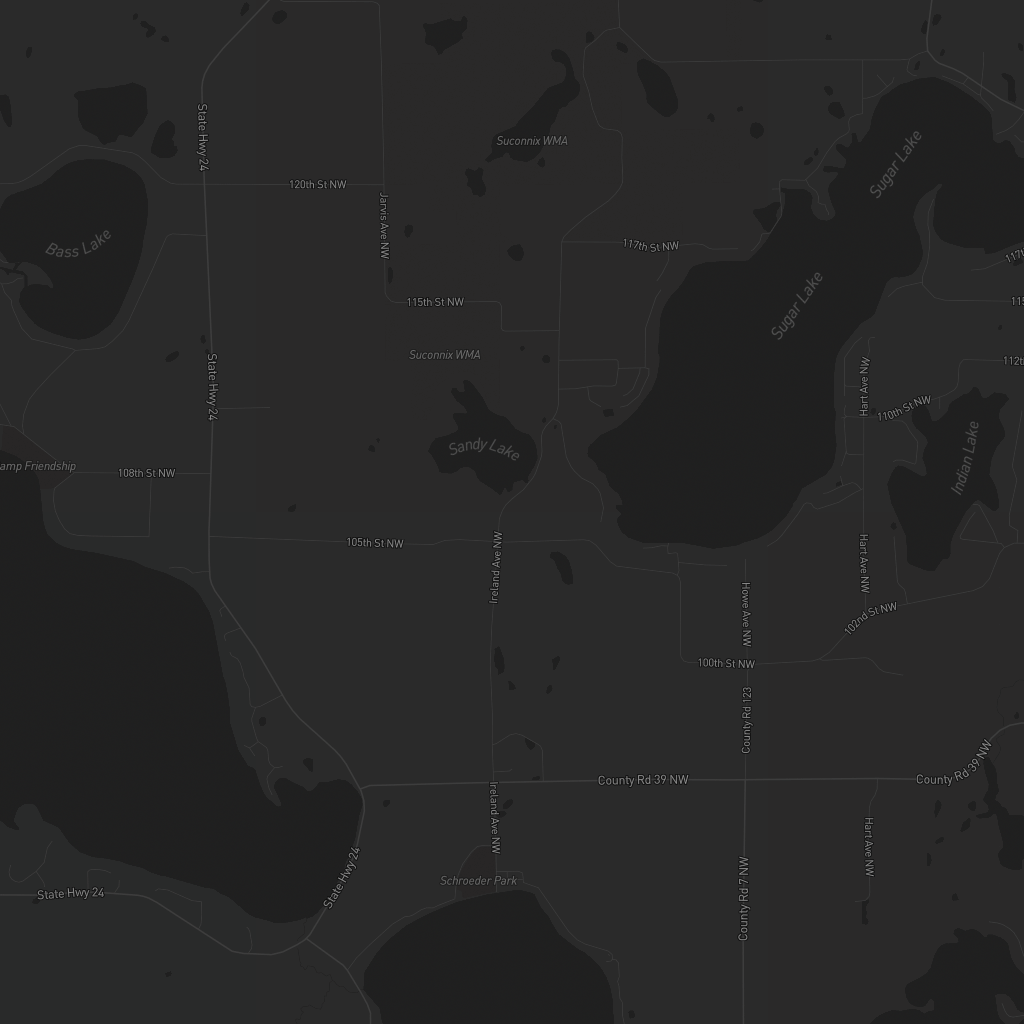 State Hwy 24
Suconnix WMA
Sugar Lake
120th St NW
Jarvis Ave NW
Bass Lake
117th St NW
115th St NW
Sugar Lake
Suconnix WMA
State Hwy 24
Hart Ave NW
110th St NW
Sandy Lake
Indian Lake
amp Friendship
108th St NW
105th St NW
Ireland Ave NW
Hart Ave NW
Howe Ave NW
102nd St NW
100th St NW
County Rd 123
County Rd 39 NW
County Rd 39 NW
Ireland Ave NW
Hart Ave NW
State Hwy 24
Schroeder Park
State Hwy 24
County Rd 7 NW